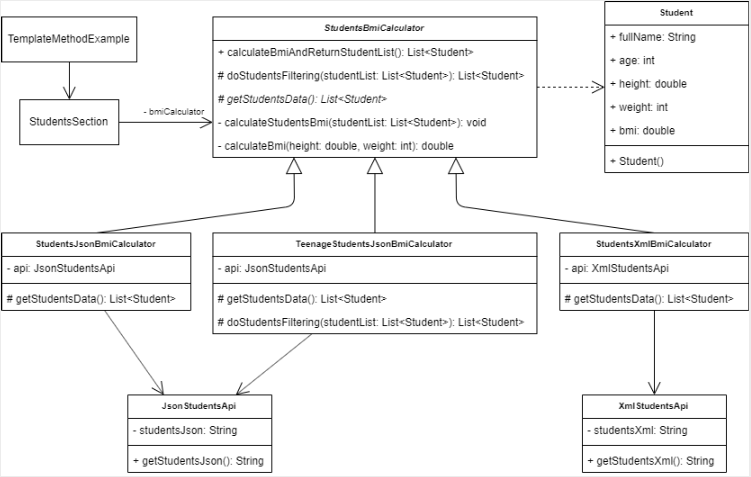 TemplateMethodExample
StudentsSection
- bmiCalculator
StudentsBmiCalculator
+ calculateBmiAndReturnStudentList(): List<Student>
# doStudentsFiltering(studentList: List<Student>): List<Student>
# getStudentsData(): List<Student>
- calculateStudentsBmi(studentList: List<Student>): void
- calculateBmi(height: double, weight: int): double
Student
+ fullName: String
+ age: int
+ height: double
+ weight: int
+ bmi: double
+ Student()
StudentsJsonBmiCalculator
- api: JsonStudentsApi
# getStudentsData(): List<Student>
TeenageStudentsJsonBmiCalculator
- api: JsonStudentsApi
# getStudentsData(): List<Student>
# doStudentsFiltering(studentList: List<Student>): List<Student>
StudentsXmlBmiCalculator
- api: XmlStudentsApi
# getStudentsData(): List<Student>
JsonStudentsApi
- studentsJson: String
+ getStudentsJson(): String
XmlStudentsApi
- studentsXml: String
+ getStudentsXml(): String